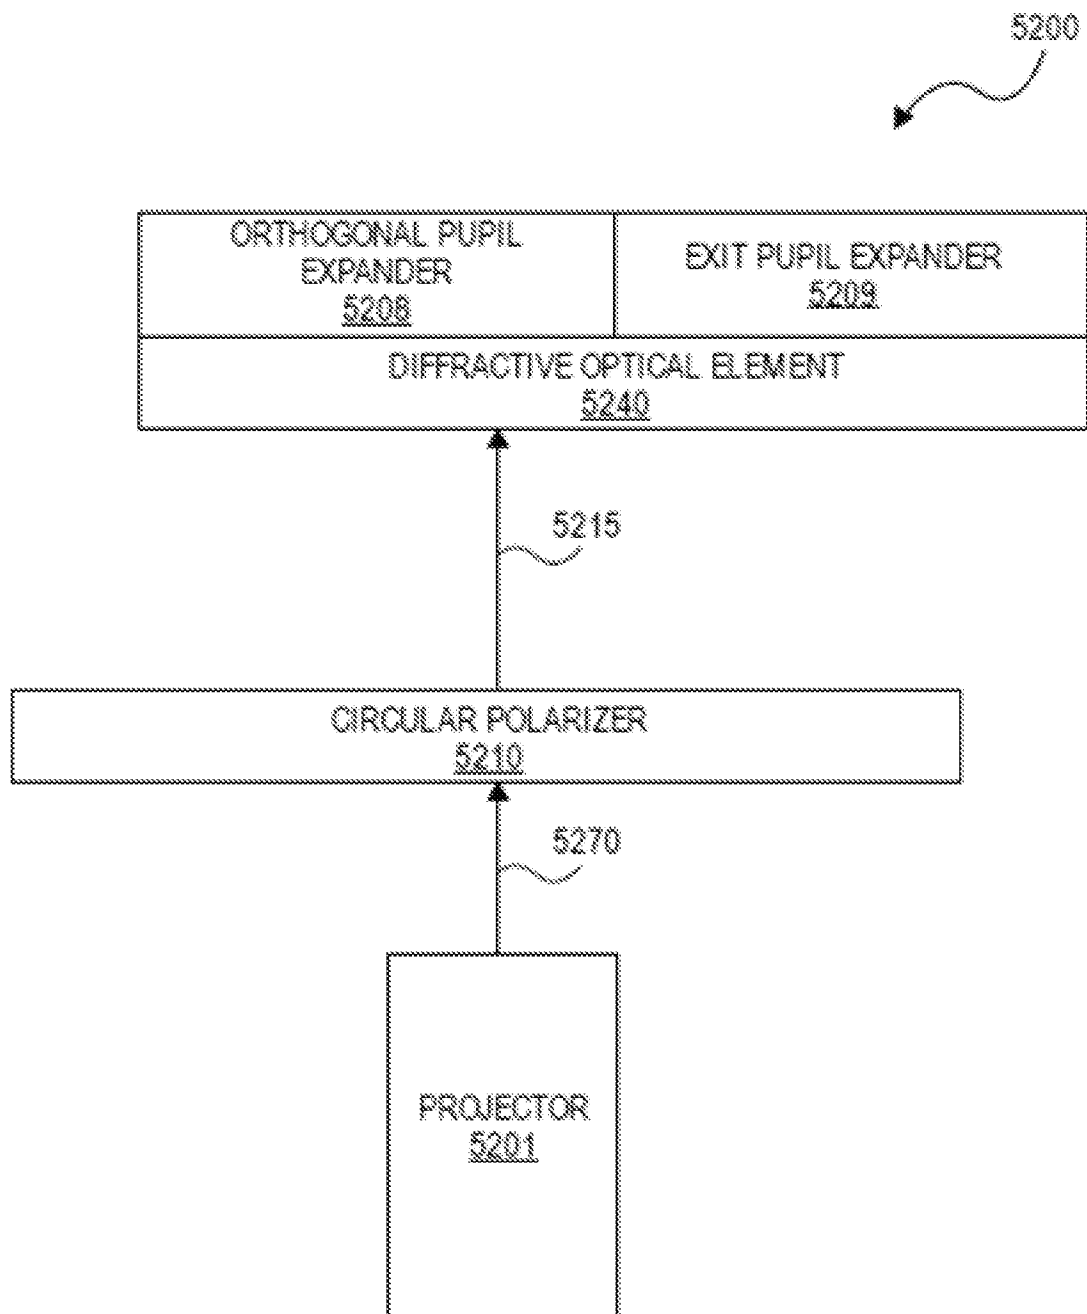 5200
ORTHOGONAL PUPIL
EXPANDER
5208
EXIT PUPIL EXPANDER
5209
DIFFRACTIVE OPTICAL ELEMENT
5240
5215
CIRCULAR POLARIZER
5210
5270
PROJECTOR
5201